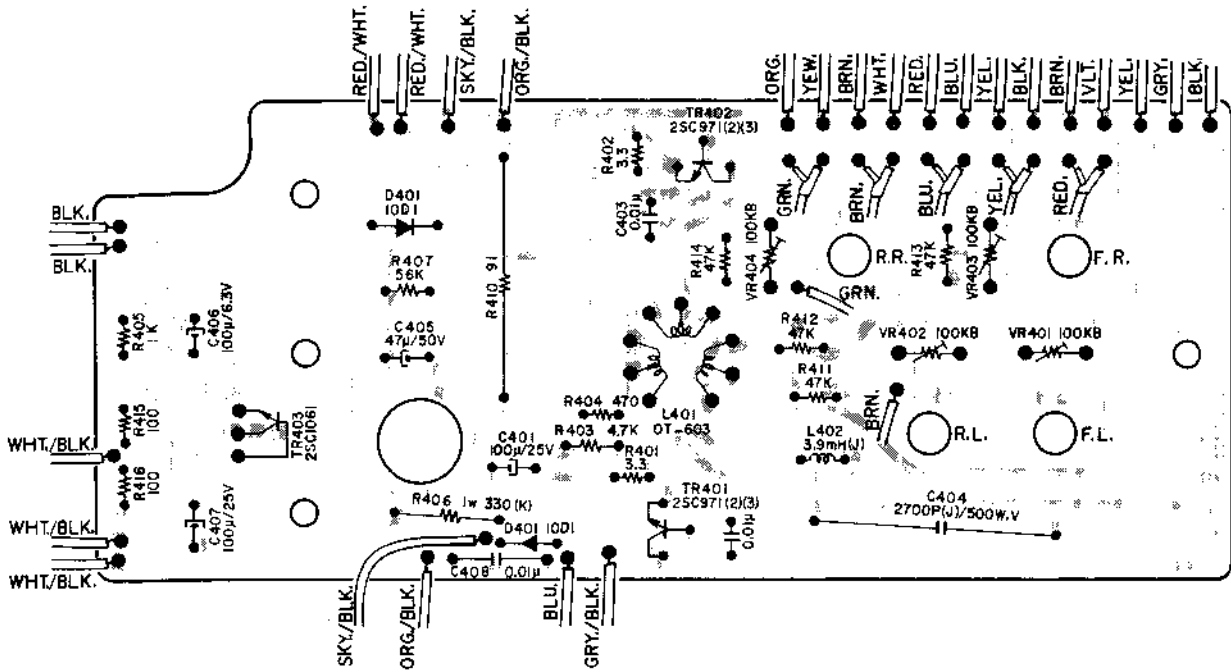 RED./WHT.
RED./WHT.
SKY./BLK.
ORG./BLK.
ORG.
YEW.
BRN.
WHT.
RED.
BLU.
YEL.
BLK.
BRN.
VLT.
YEL.
GRY.
BLK.
TR402
2SC971(2)(3)
R402
3.3
C403
0.01µ
GRN.
BRN.
BLU.
YEL.
RED.
BLK.
BLK.
D401
10D1
R407
56K
R410 91
C405
47µ/50V
R405
1K
C406
100µ/6.3V
R414
47K
VR404 100KB
R.R.
R413
47K
VR403 100KB
F.R.
GRN.
R412
47K
VR402 100KB
VR401 100KB
R411
47K
BRN.
R.L.
F.L.
L402
3.9mH(J)
R404 470
R403 4.7K
L401
OT-603
R401
3.3
C401
100µ/25V
R415
100
TR403
2SC1061
WHT./BLK.
R416
100
C407
100µ/25V
R406 1W 330(K)
D401 10D1
C408 0.01µ
TR401
2SC971(2)(3)
0.01µ
C404
2700P(J)/500W.V
WHT./BLK.
WHT./BLK.
SKY./BLK.
ORG./BLK.
BLU.
GRY./BLK.